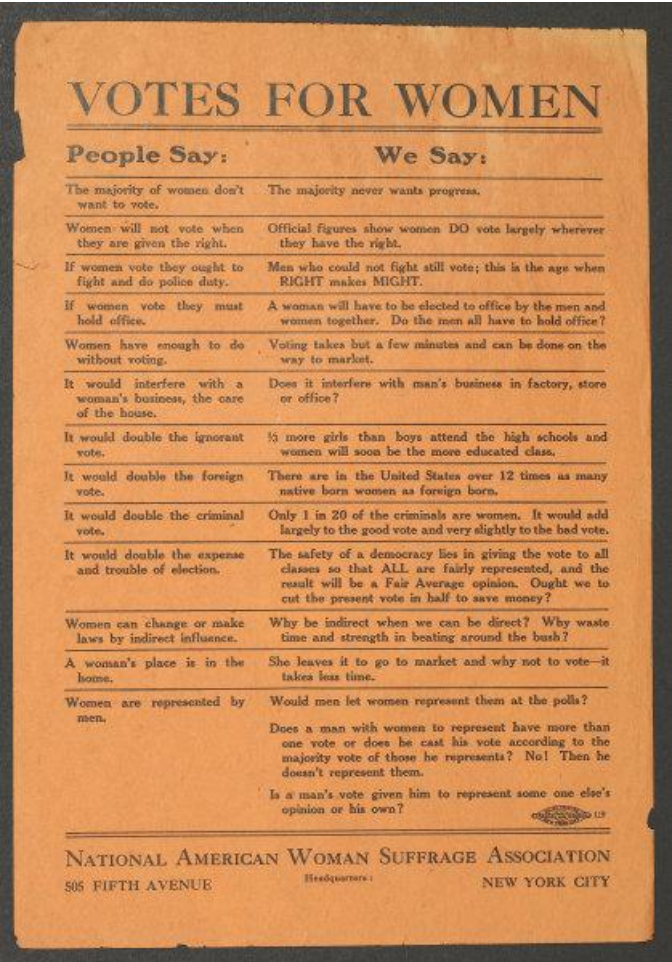 VOTES FOR WOMEN
People Say:
We Say:
The majority of women don't
want to vote.
The majority never wants progress.
Women will not vote when
they are given the right.
Official figures show women DO vote largely wherever
they have the right.
If women vote they ought to
fight and do police duty.
Men who could not fight still vote; this is the age when
RIGHT makes MIGHT.
If women vote they must
hold office.
A woman will have to be elected to office by the men and
women together. Do the men all have to hold office?
Women have enough to do
without voting.
Voting takes but a few minutes and can be done on the
way to market.
It would interfere with a
woman's business, the care
of the house.
Does it interfere with man's business in factory, store
or office?
It would double the ignorant
vote.
⅓ more girls than boys attend the high schools and
women will soon be the more educated class.
It would double the foreign
vote.
There are in the United States over 12 times as many
native born women as foreign born.
It would double the criminal
vote.
Only 1 in 20 of the criminals are women. It would add
largely to the good vote and very slightly to the bad vote.
It would double the expense
and trouble of election.
The safety of a democracy lies in giving the vote to all
classes so that ALL are fairly represented, and the
result will be a Fair Average opinion. Ought we to
cut the present vote in half to save money?
Women can change or make
laws by indirect influence.
Why be indirect when we can be direct? Why waste
time and strength in beating around the bush?
A woman's place is in the
home.
She leaves it to go to market and why not to vote—it
takes less time.
Women are represented by
men.
Would men let women represent them at the polls?
Does a man with women to represent have more than
one vote or does he cast his vote according to the
majority vote of those he represents? No! Then he
doesn't represent them.
Is a man's vote given him to represent some one else's
opinion or his own?
NATIONAL AMERICAN WOMAN SUFFRAGE ASSOCIATION
Headquarters:
505 FIFTH AVENUE
NEW YORK CITY